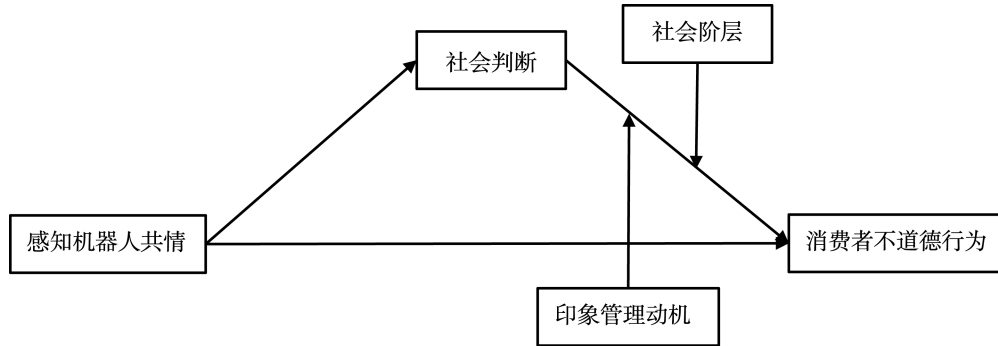 社会阶层
社会判断
感知机器人共情
消费者不道德行为
印象管理动机